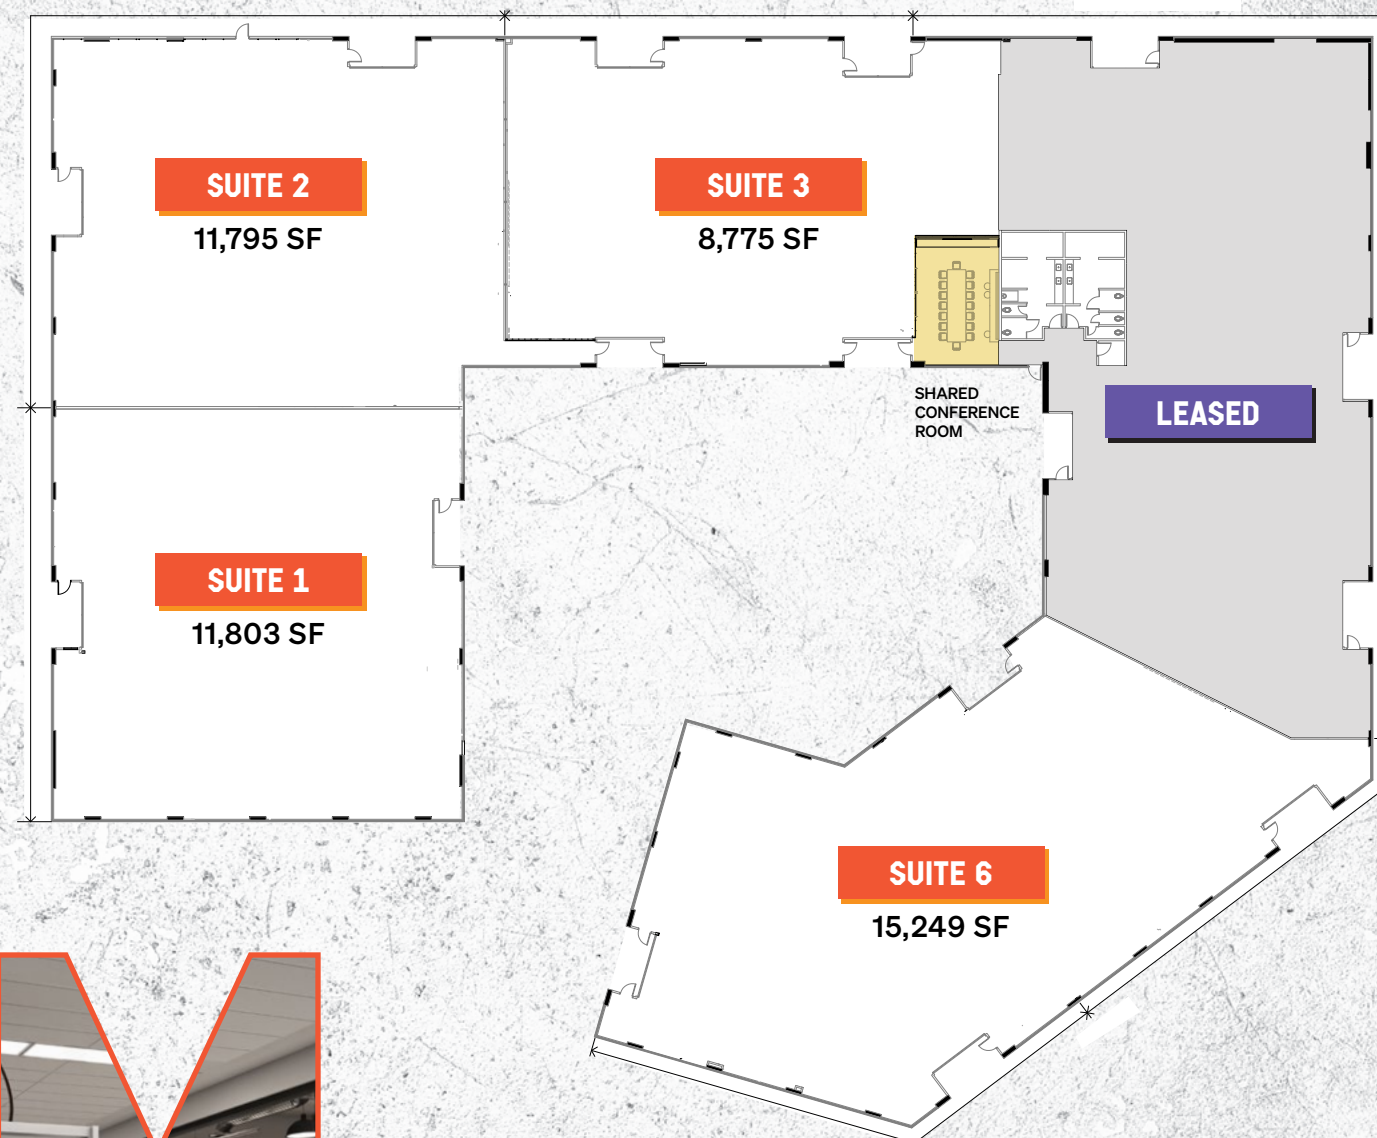 SUITE 2
11,795 SF
SUITE 3
8,775 SF
SHARED
CONFERENCE
ROOM
LEASED
SUITE 1
11,803 SF
SUITE 6
15,249 SF